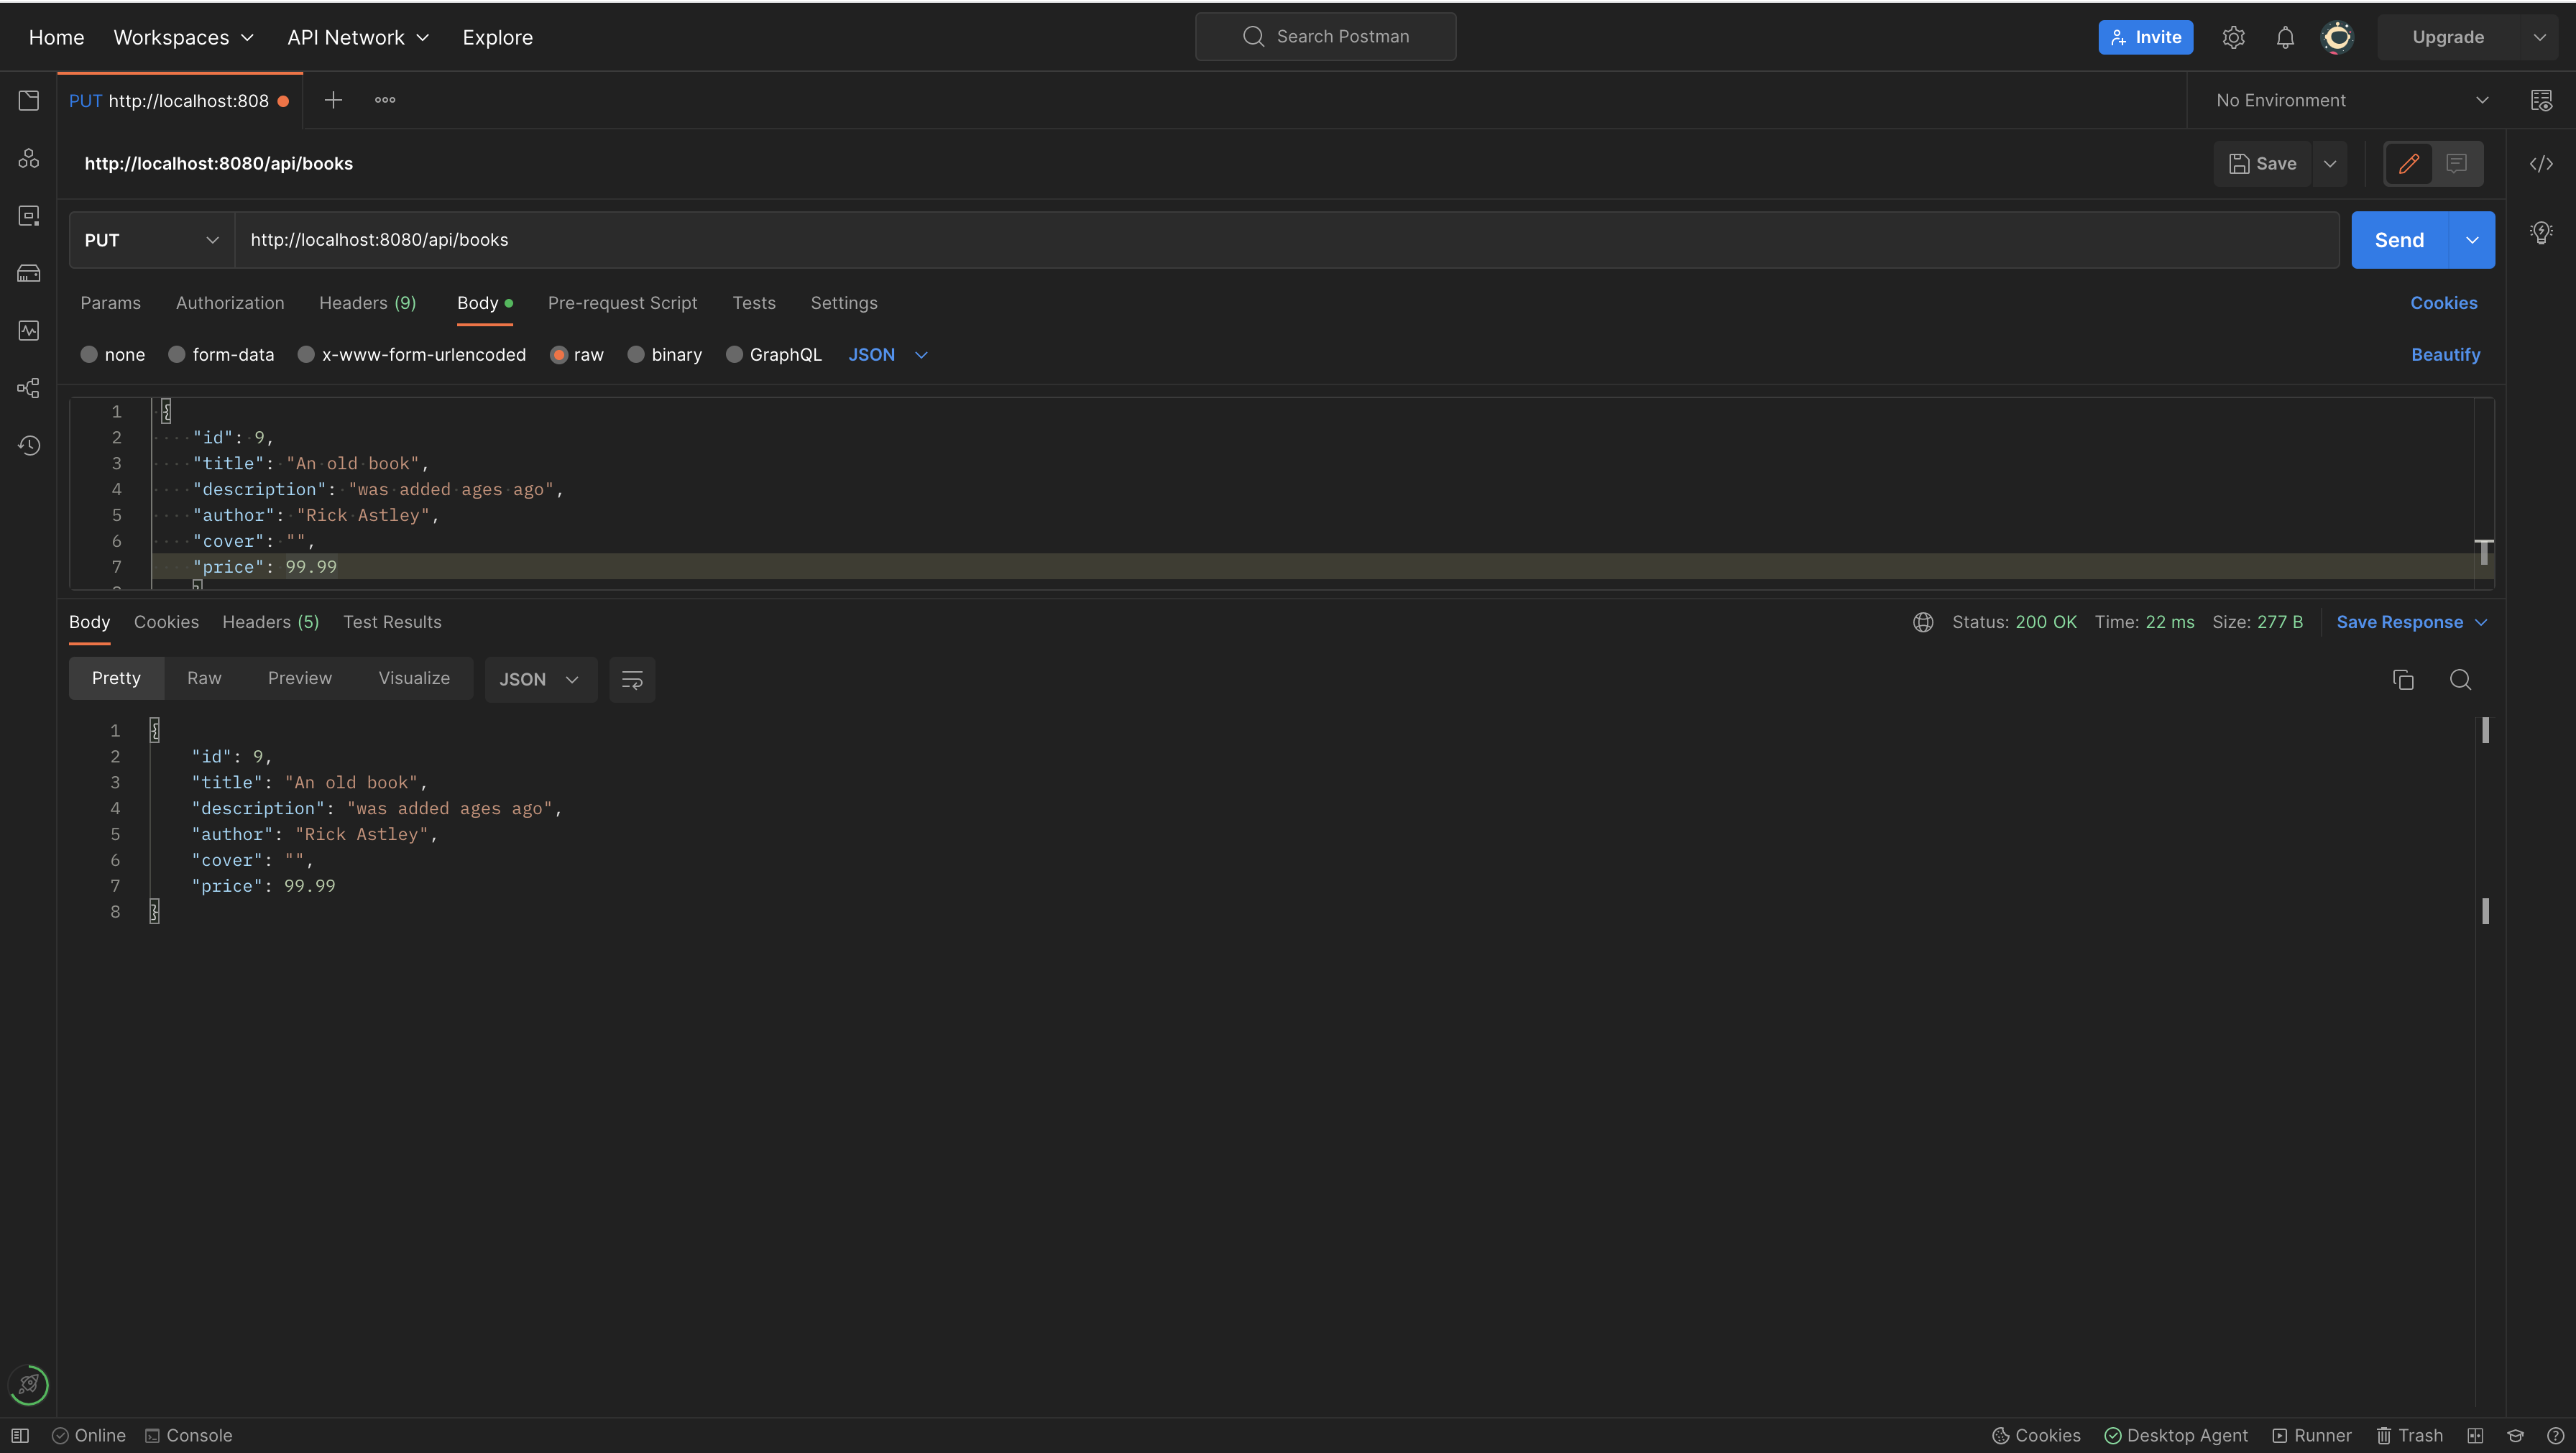 Home Workspaces API Network Explore Search Postman Invite Upgrade
PUT http://localhost:808 No Environment
http://localhost:8080/api/books Save
PUT http://localhost:8080/api/books Send
Params Authorization Headers (9) Body Pre-request Script Tests Settings Cookies
none form-data x-www-form-urlencoded raw binary GraphQL JSON Beautify
1 {
2 "id": 9,
3 "title": "An old book",
4 "description": "was added ages ago",
5 "author": "Rick Astley",
6 "cover": "",
7 "price": 99.99
Body Cookies Headers (5) Test Results Status: 200 OK Time: 22 ms Size: 277 B Save Response
Pretty Raw Preview Visualize JSON
1 {
2 "id": 9,
3 "title": "An old book",
4 "description": "was added ages ago",
5 "author": "Rick Astley",
6 "cover": "",
7 "price": 99.99
8 }
Online Console Cookies Desktop Agent Runner Trash